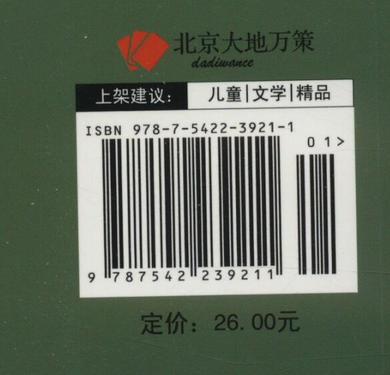 北京大地万策
dadiwance
上架建议： 儿童|文学|精品
ISBN 978-7-5422-3921-1
01>
9 787542 239211
定价：26.00元